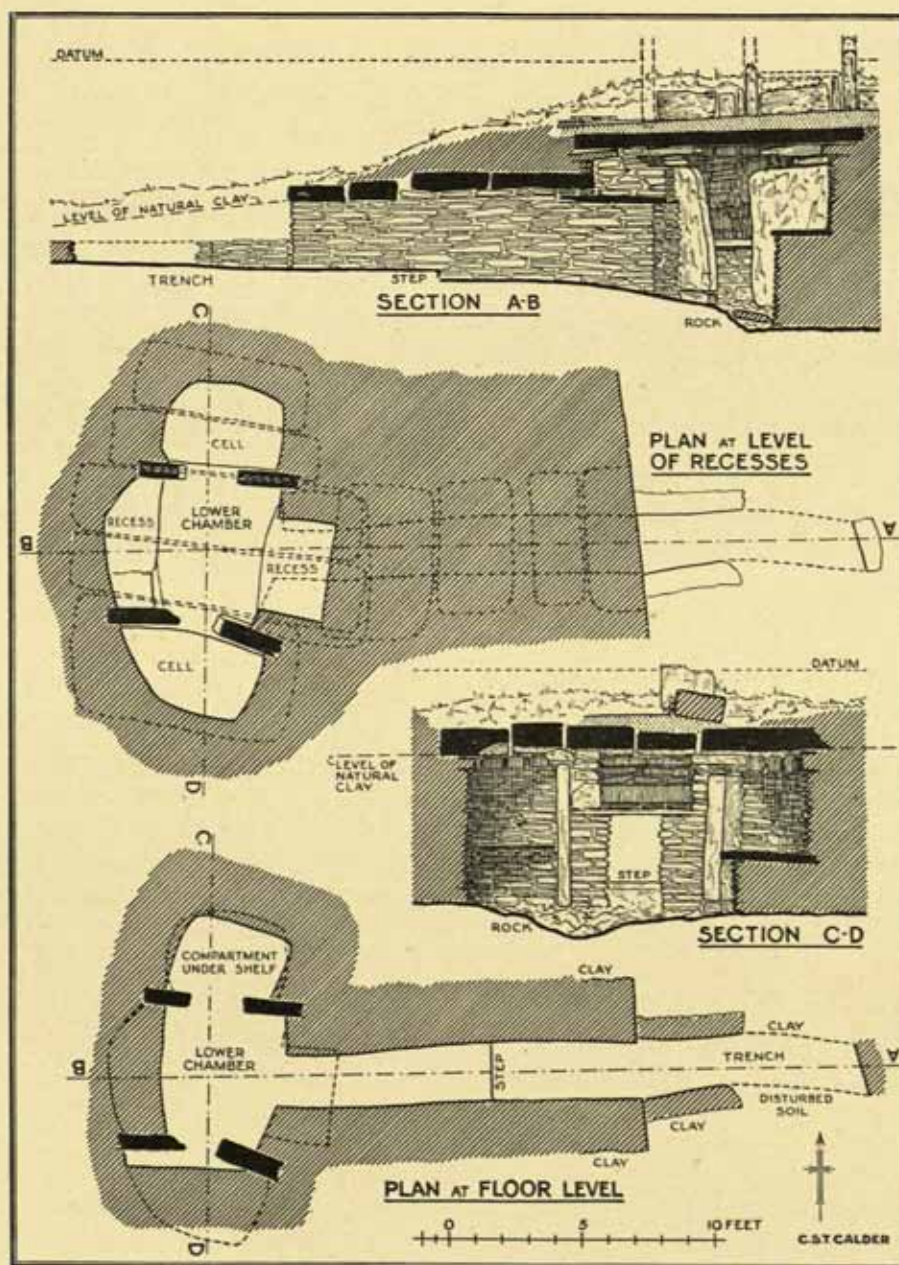 DATUM
LEVEL OF NATURAL CLAY
TRENCH
STEP
SECTION A-B
ROCK
C
CELL
PLAN AT LEVEL
OF RECESSES
RECESS
LOWER
CHAMBER
B
A
RECESS
CELL
D
DATUM
LEVEL OF
NATURAL
CLAY
STEP
ROCK
SECTION C-D
C
COMPARTMENT
UNDER SHELF
CLAY
CLAY
LOWER
CHAMBER
B
STEP
TRENCH
A
DISTURBED
SOIL
CLAY
CLAY
D
PLAN AT FLOOR LEVEL
0 5 10 FEET
C.S.T. CALDER